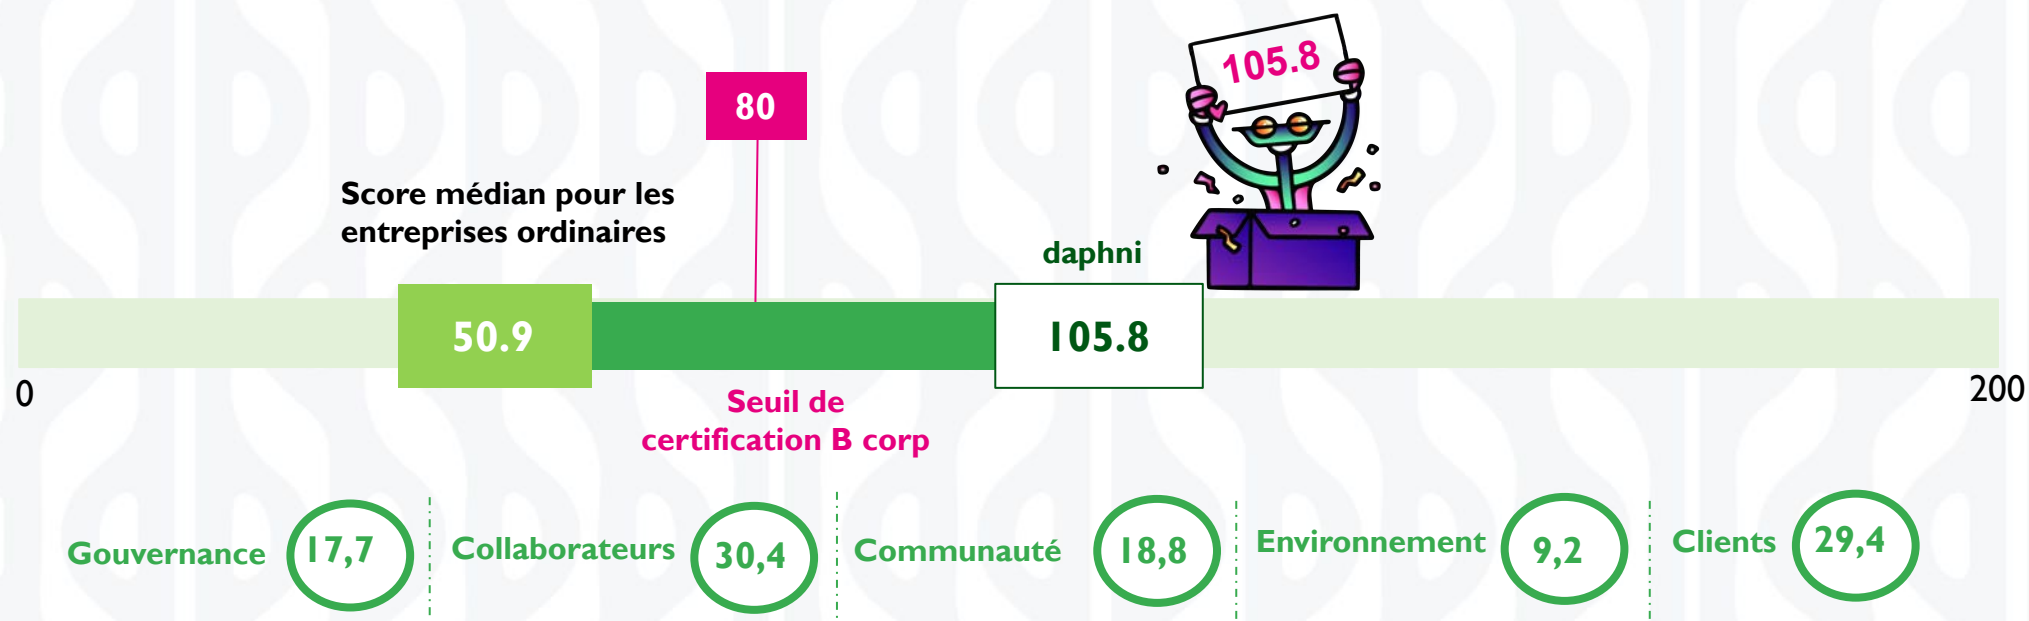 105.8
80
Score médian pour les
entreprises ordinaires
daphni
50.9
105.8
0
200
Seuil de
certification B corp
Gouvernance
17,7
Collaborateurs
30,4
Communauté
18,8
Environnement
9,2
Clients
29,4